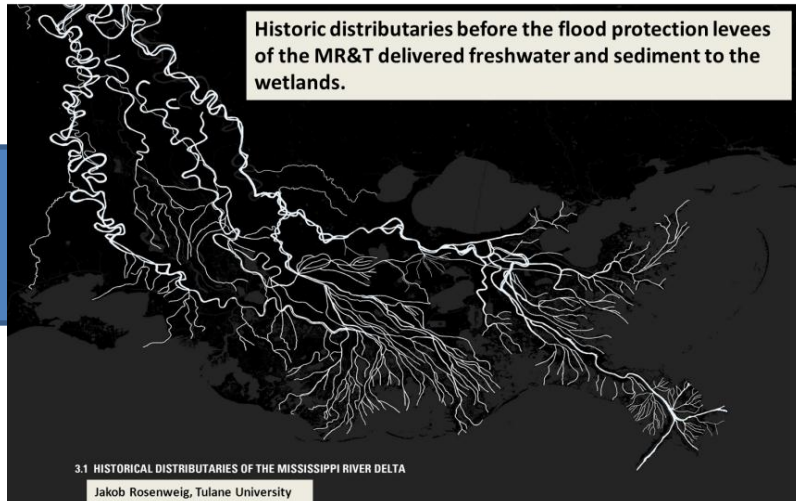 Historic distributaries before the flood protection levees
of the MR&T delivered freshwater and sediment to the
wetlands.
3.1 HISTORICAL DISTRIBUTARIES OF THE MISSISSIPPI RIVER DELTA
Jakob Rosenweig, Tulane University